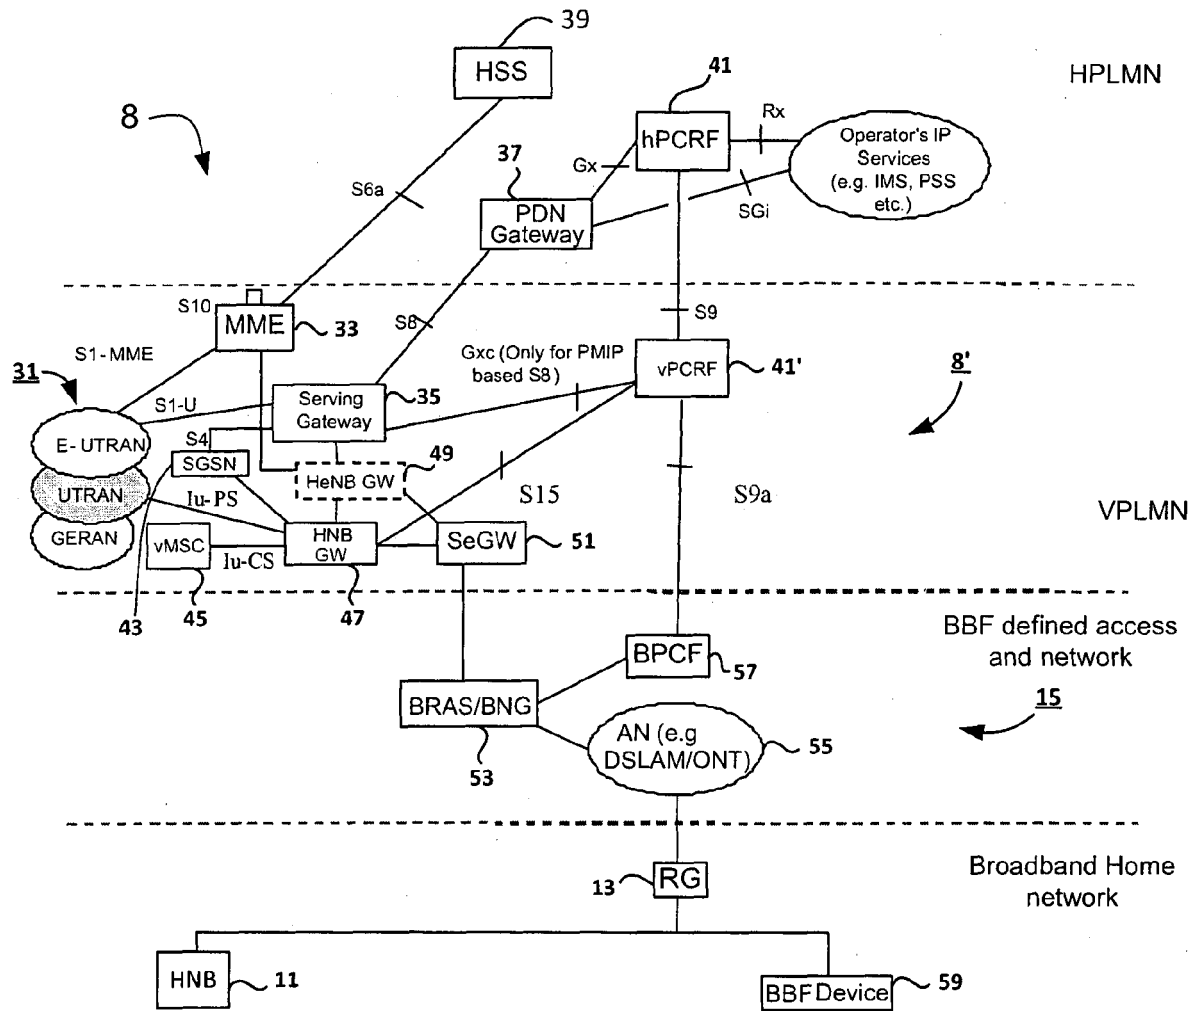 39
HSS
HPLMN
8
41
hPCRF
Rx
Operator's IP
Services
(e.g. IMS, PSS
etc.)
Gx
37
S6a
SGi
PDN
Gateway
S10
MME
33
S8
S9
S1-MME
Gxc (Only for PMIP
based S8)
vPCRF
41'
8'
31
S1-U
Serving
Gateway
35
E- UTRAN
S4
SGSN
49
HeNB GW
UTRAN
Iu-PS
S15
S9a
VPLMN
GERAN
vMSC
Iu-CS
HNB
GW
SeGW
51
43
45
47
BBF defined access
and network
BPCF
57
15
BRAS/BNG
53
AN (e.g
DSLAM/ONT)
55
Broadband Home
network
13
RG
HNB
11
BBF Device
59